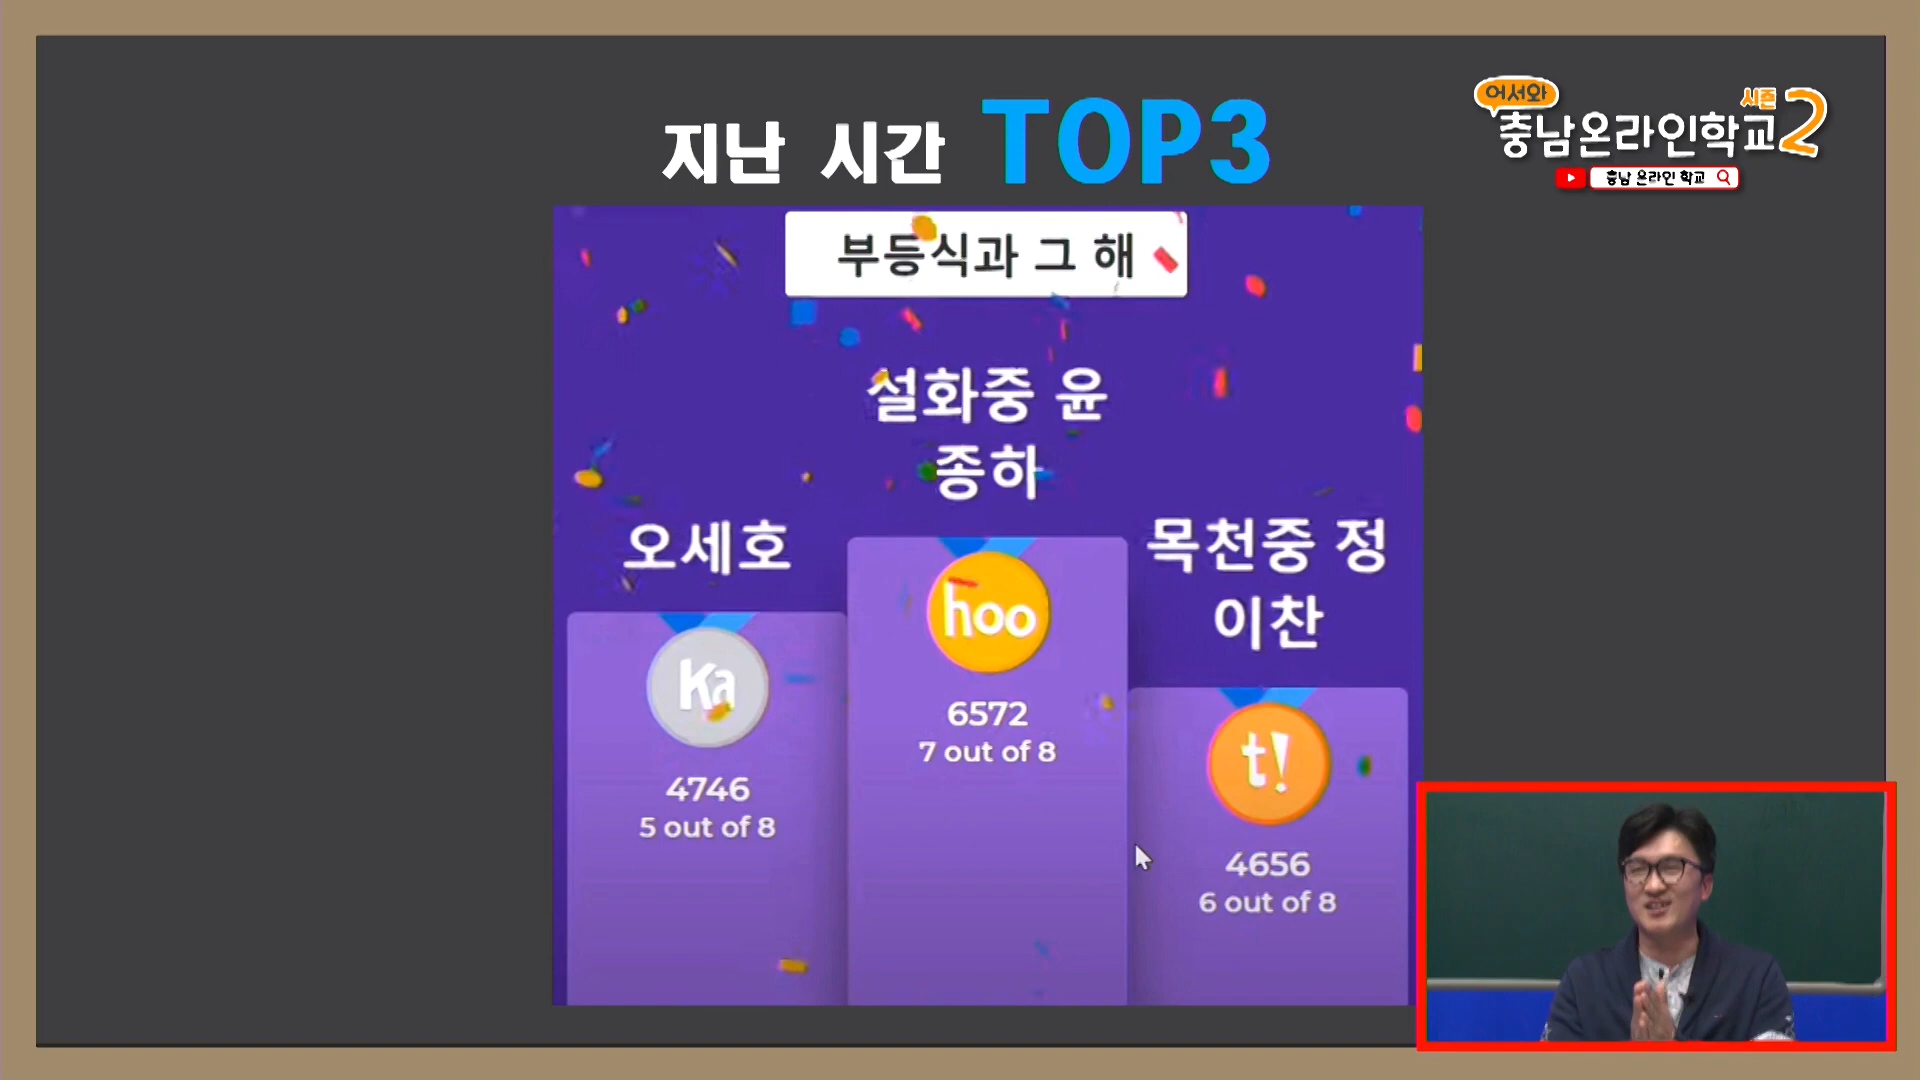 지난 시간 TOP3
어서와
시즌
충남온라인학교2
충남 온라인 학교
부등식과 그 해
설화중 윤
종하
오세호
목천중 정
이찬
hoo
6572
7 out of 8
Ka
4746
5 out of 8
t!
4656
6 out of 8